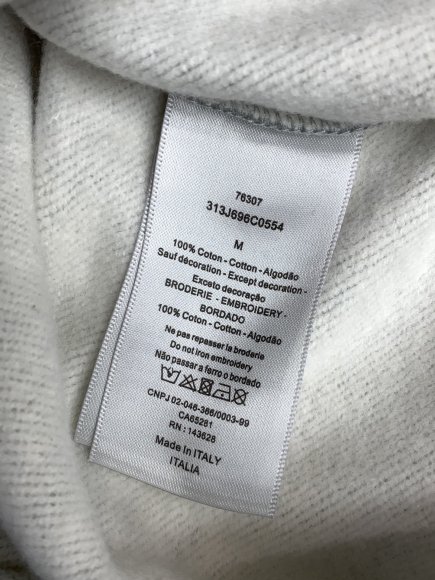 76307
313J696C0554
M
100% Coton - Cotton - Algodão
Sauf décoration - Except decoration -
Exceto decoração
BRODERIE - EMBROIDERY -
BORDADO
100% Coton - Cotton - Algodão
Ne pas repasser la broderie
Do not iron embroidery
Não passar a ferro o bordado
CNPJ 02-046-366/0003-99
CA65281
RN : 143628
Made in ITALY
ITALIA